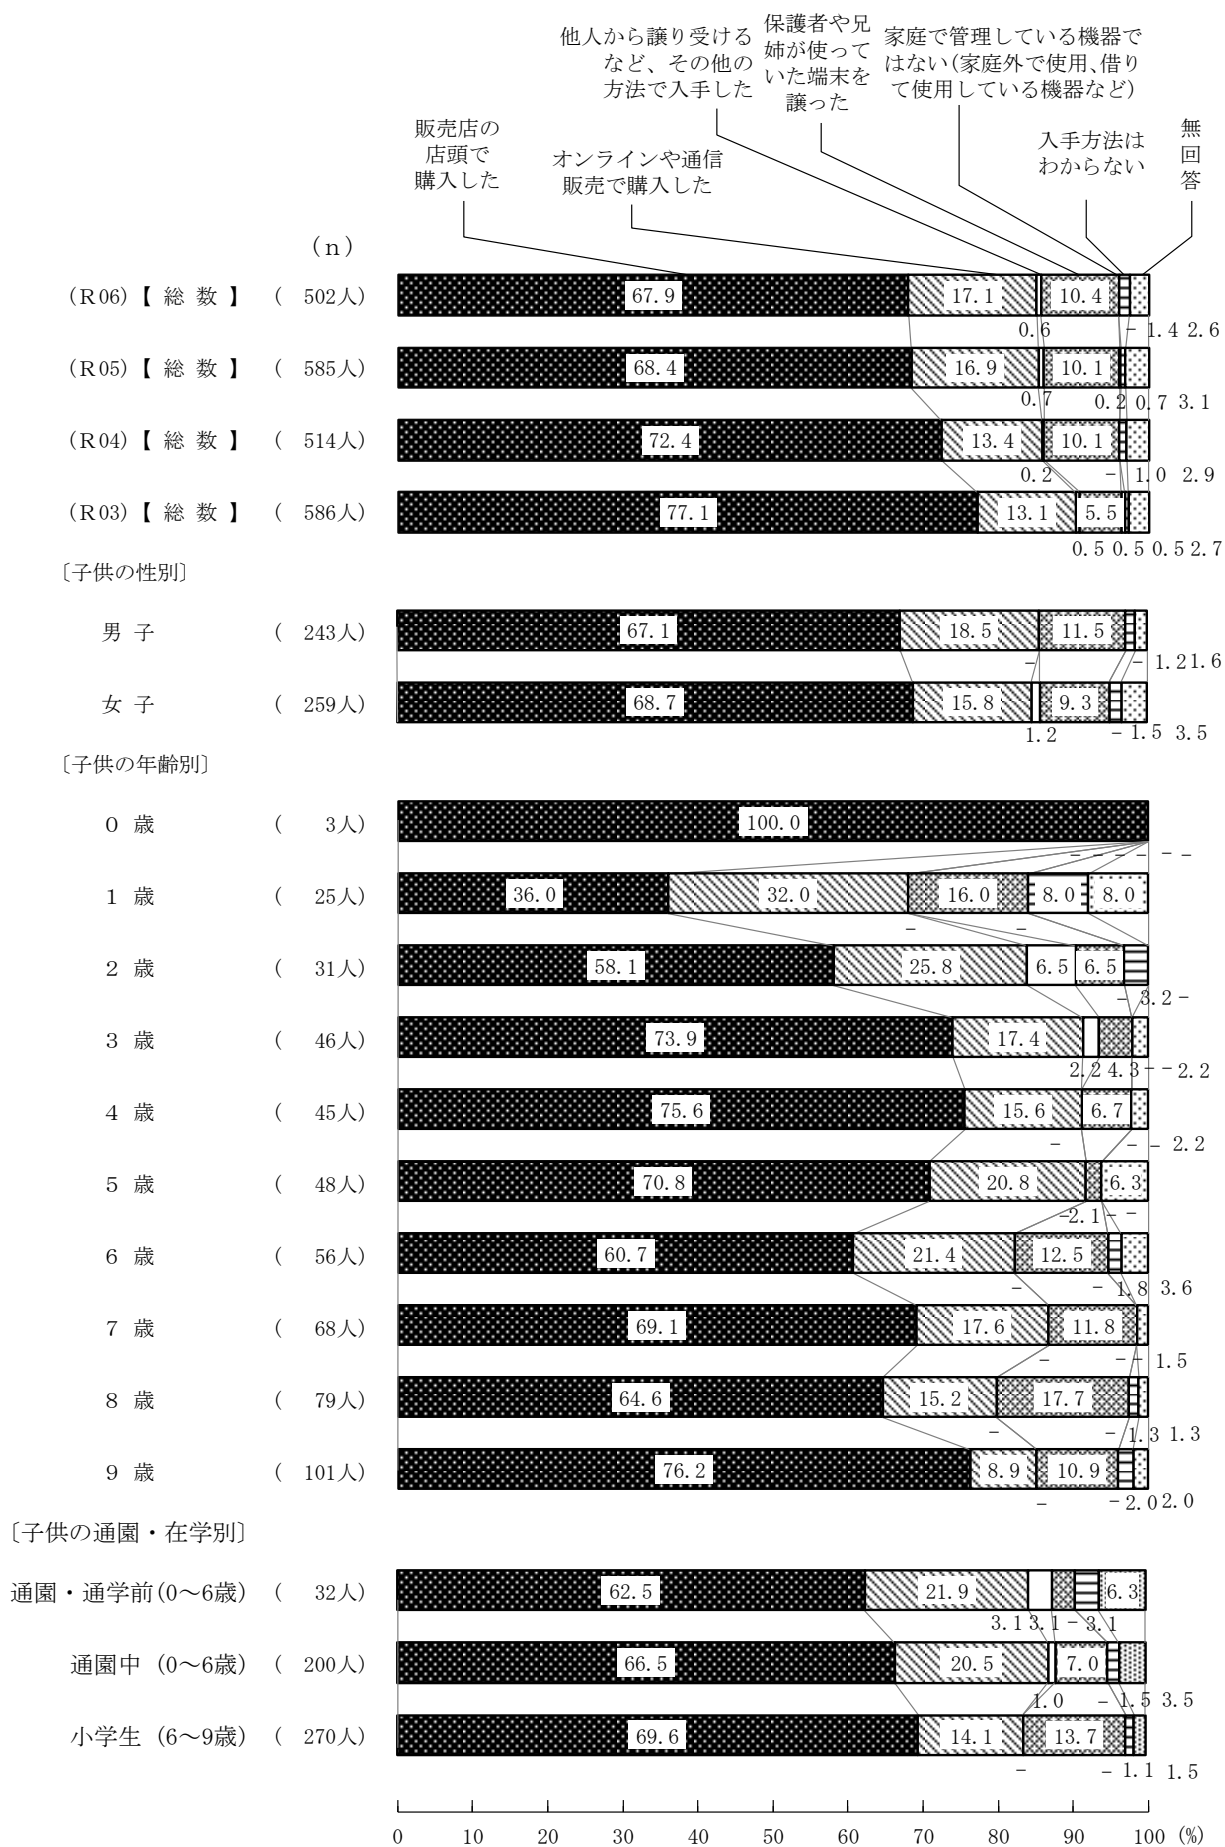 他人から譲り受ける
など、その他の
方法で入手した
保護者や兄
姉が使って
いた端末を
譲った
家庭で管理している機器で
はない(家庭外で使用、借り
て使用している機器など)
販売店の
店頭で
購入した
オンラインや通信
販売で購入した
入手方法は
わからない
無
回
答
(n)
(R06)【 総 数 】 ( 502人) 67.9 17.1 10.4
0.6 - 1.4 2.6
(R05)【 総 数 】 ( 585人) 68.4 16.9 10.1
0.7 0.2 0.7 3.1
(R04)【 総 数 】 ( 514人) 72.4 13.4 10.1
0.2 - 1.0 2.9
(R03)【 総 数 】 ( 586人) 77.1 13.1 5.5
0.5 0.5 0.5 2.7
〔子供の性別〕
男 子 ( 243人) 67.1 18.5 11.5
- - 1.2 1.6
女 子 ( 259人) 68.7 15.8 9.3
1.2 - 1.5 3.5
〔子供の年齢別〕
0 歳 ( 3人) 100.0
- - - - - -
1 歳 ( 25人) 36.0 32.0 16.0 8.0 8.0
- -
2 歳 ( 31人) 58.1 25.8 6.5 6.5
- 3.2 -
3 歳 ( 46人) 73.9 17.4
2.2 4.3 - - 2.2
4 歳 ( 45人) 75.6 15.6 6.7
- - - 2.2
5 歳 ( 48人) 70.8 20.8 6.3
- 2.1 - -
6 歳 ( 56人) 60.7 21.4 12.5
- - 1.8 3.6
7 歳 ( 68人) 69.1 17.6 11.8
- - - 1.5
8 歳 ( 79人) 64.6 15.2 17.7
- - 1.3 1.3
9 歳 ( 101人) 76.2 8.9 10.9
- - 2.0 2.0
〔子供の通園・在学別〕
通園・通学前(0～6歳) ( 32人) 62.5 21.9 6.3
3.1 3.1 - 3.1
通園中 (0～6歳) ( 200人) 66.5 20.5 7.0
1.0 - 1.5 3.5
小学生 (6～9歳) ( 270人) 69.6 14.1 13.7
- - 1.1 1.5
0 10 20 30 40 50 60 70 80 90 100 (%)